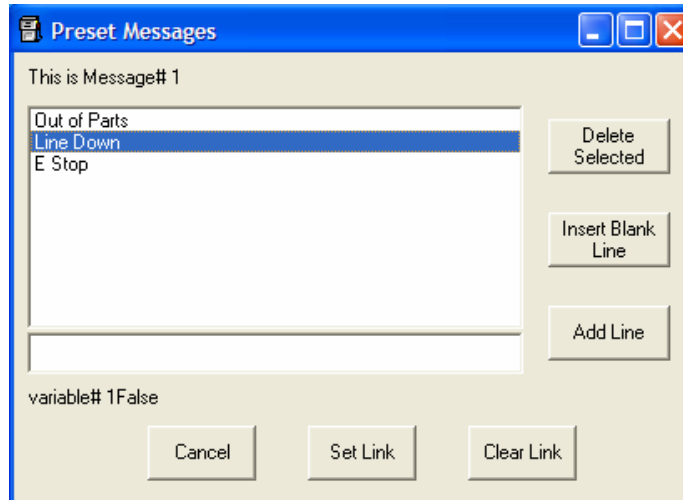 Preset Messages
This is Message# 1
Out of Parts
Line Down
E Stop
Delete
Selected
Insert Blank
Line
Add Line
variable# 1False
Cancel
Set Link
Clear Link